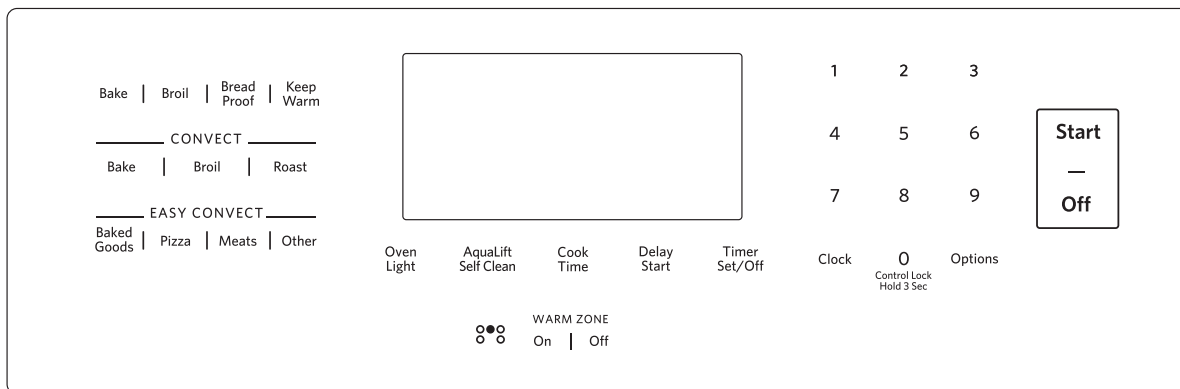 Bake | Broil | Bread Proof | Keep Warm
CONVECT
Bake | Broil | Roast
EASY CONVECT
Baked Goods | Pizza | Meats | Other
Oven Light
AquaLift Self Clean
Cook Time
Delay Start
Timer Set/Off
WARM ZONE
On | Off
1 2 3
4 5 6
7 8 9
Clock 0 Options
Control Lock
Hold 3 Sec
Start
—
Off